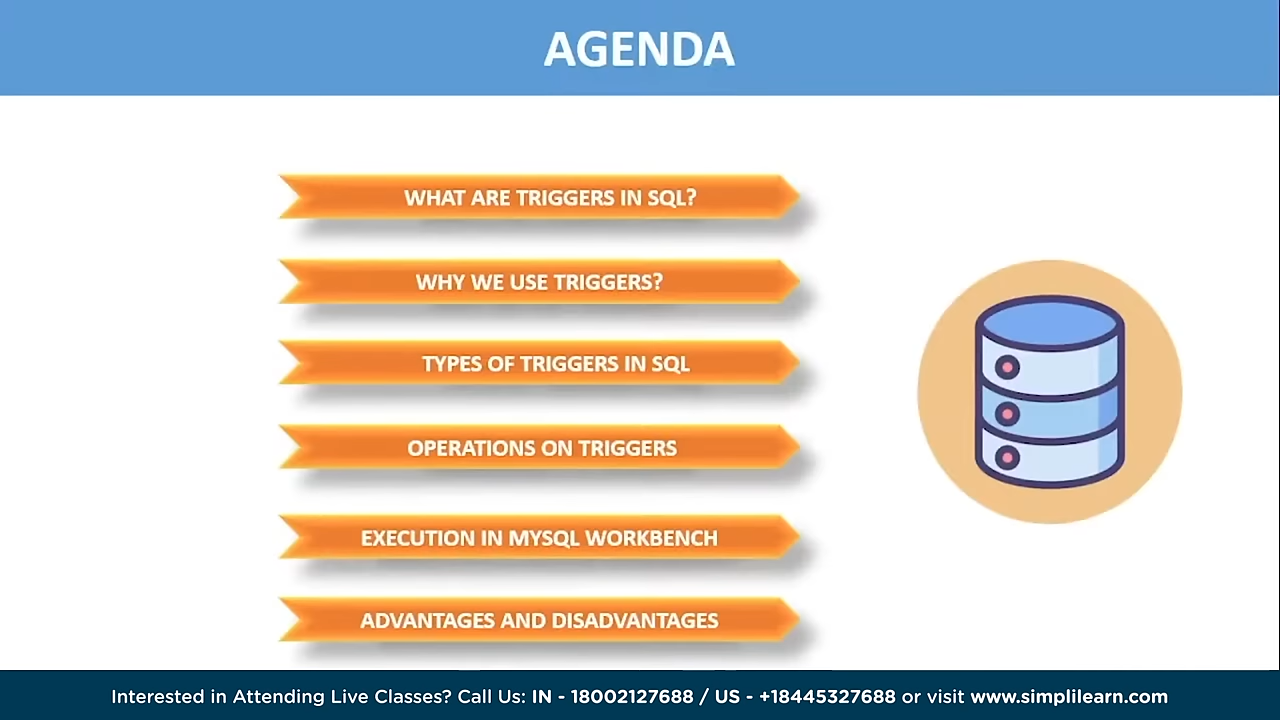 AGENDA
WHAT ARE TRIGGERS IN SQL?
WHY WE USE TRIGGERS?
TYPES OF TRIGGERS IN SQL
OPERATIONS ON TRIGGERS
EXECUTION IN MYSQL WORKBENCH
ADVANTAGES AND DISADVANTAGES
Interested in Attending Live Classes? Call Us: IN - 18002127688 / US - +18445327688 or visit www.simplilearn.com